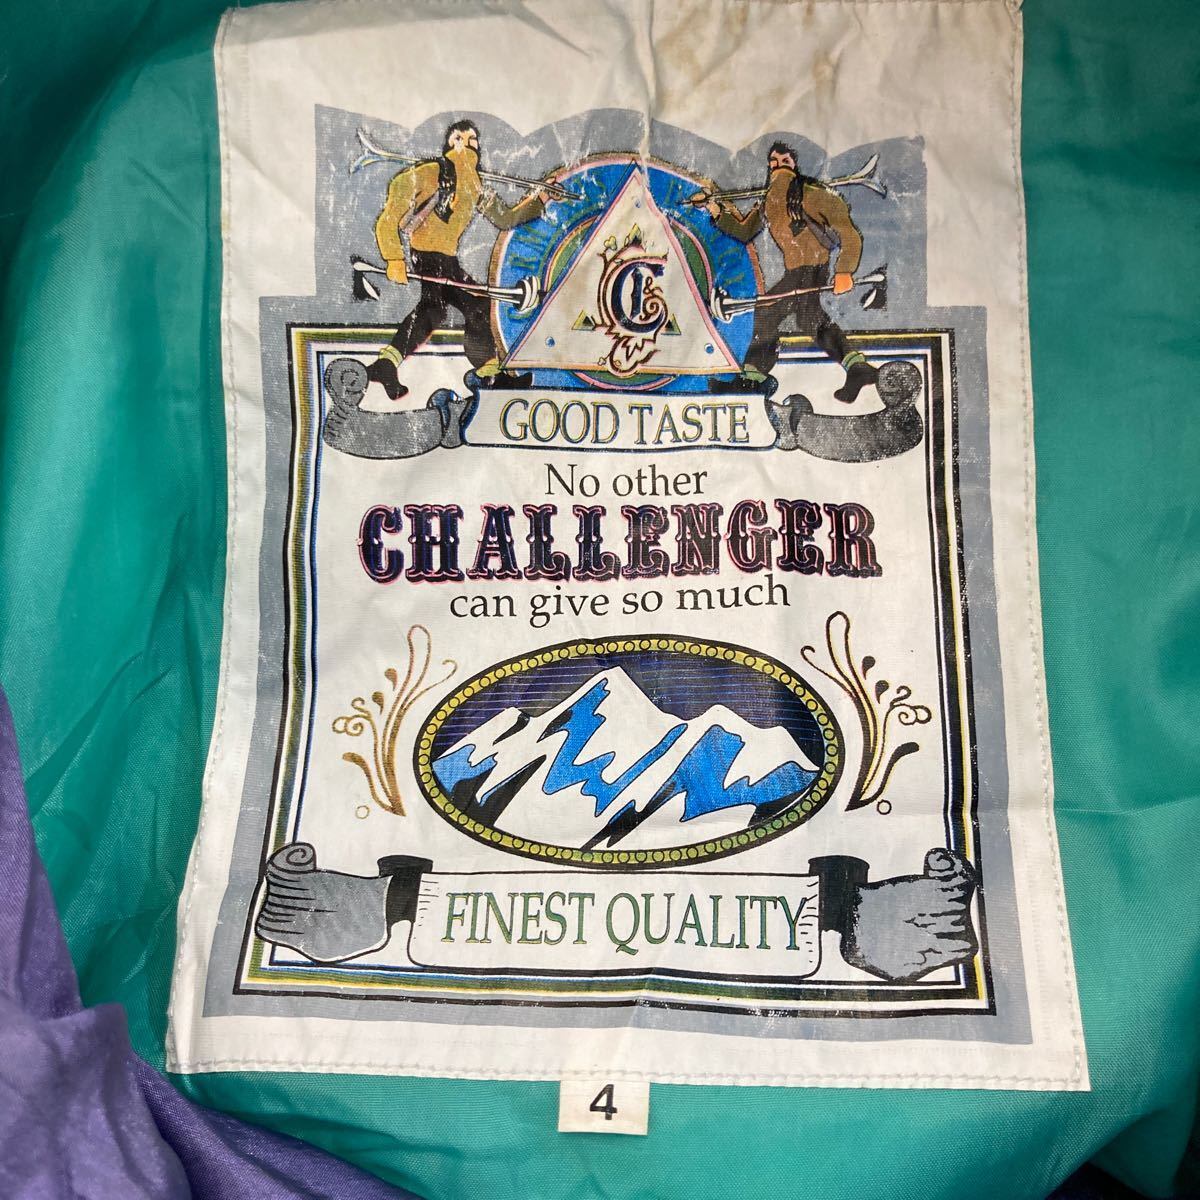 C&I
GOOD TASTE
No other
CHALLENGER
can give so much
FINEST QUALITY
4